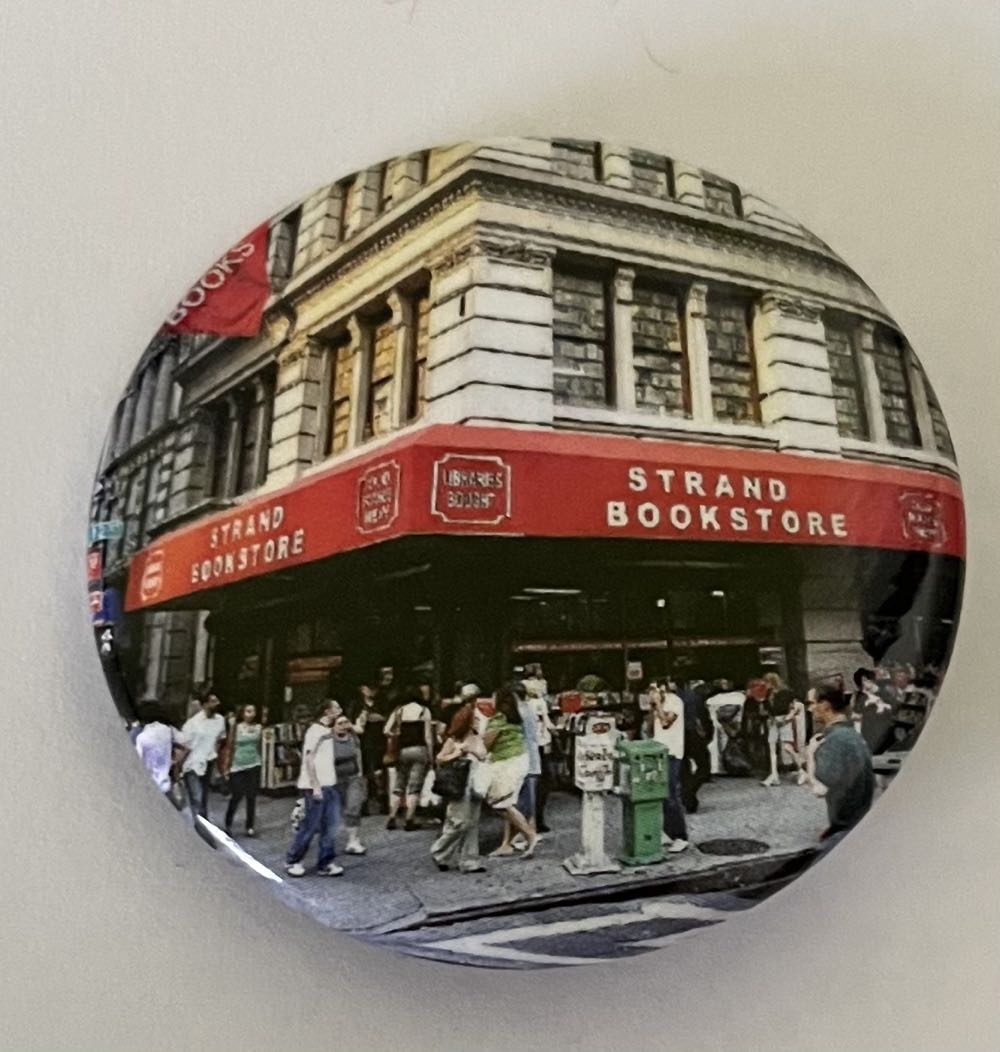 BOOKS
STRAND
BOOKSTORE
LIBRARIES
BOUGHT
STRAND
BOOKSTORE